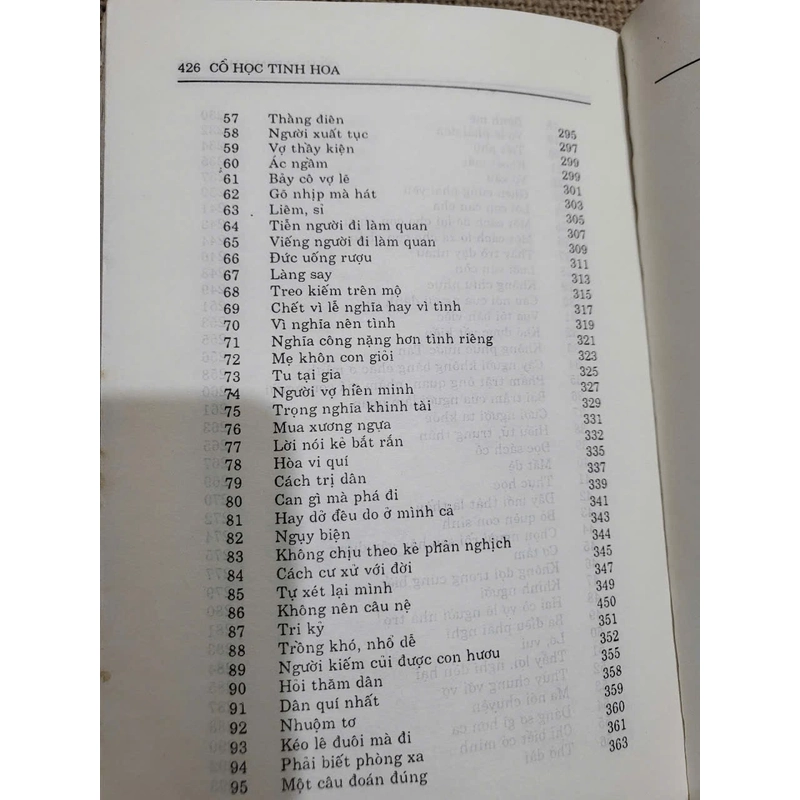 426 CỔ HỌC TINH HOA
57 Thằng điên 295
58 Người xuất tục 297
59 Vợ thầy kiện 299
60 Ác ngầm 299
61 Bảy cô vợ lẽ 301
62 Gõ nhịp mà hát 303
63 Liêm, sỉ 305
64 Tiễn người đi làm quan 307
65 Viếng người đi làm quan 309
66 Đức uống rượu 311
67 Làng say 313
68 Treo kiếm trên mộ 315
69 Chết vì lễ nghĩa hay vì tình 317
70 Vì nghĩa nên tình 319
71 Nghĩa công nặng hơn tình riêng 321
72 Mẹ khôn con giỏi 323
73 Tu tại gia 325
74 Người vợ hiền minh 327
75 Trọng nghĩa khinh tài 329
76 Mua xương ngựa 331
77 Lời nói kẻ bắt rắn 332
78 Hòa vi quí 335
79 Cách trị dân 337
80 Can gì mà phá đi 339
81 Hay dở đều do ở mình cả 341
82 Ngụy biện 343
83 Không chịu theo kẻ phản nghịch 344
84 Cách cư xử với đời 345
85 Tự xét lại mình 347
86 Không nên câu nệ 349
87 Tri kỷ 450
88 Trồng khó, nhổ dễ 351
89 Người kiếm củi được con hươu 352
90 Hỏi thăm dân 355
91 Dân quí nhất 358
92 Nhuộm tơ 359
93 Kéo lê đuôi mà đi 360
94 Phải biết phòng xa 361
95 Một câu đoán đúng 363